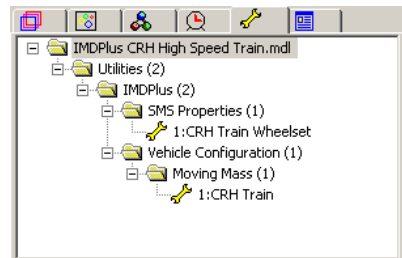 IMDPlus CRH High Speed Train.mdl
Utilities (2)
IMDPlus (2)
SMS Properties (1)
1:CRH Train Wheelset
Vehicle Configuration (1)
Moving Mass (1)
1:CRH Train